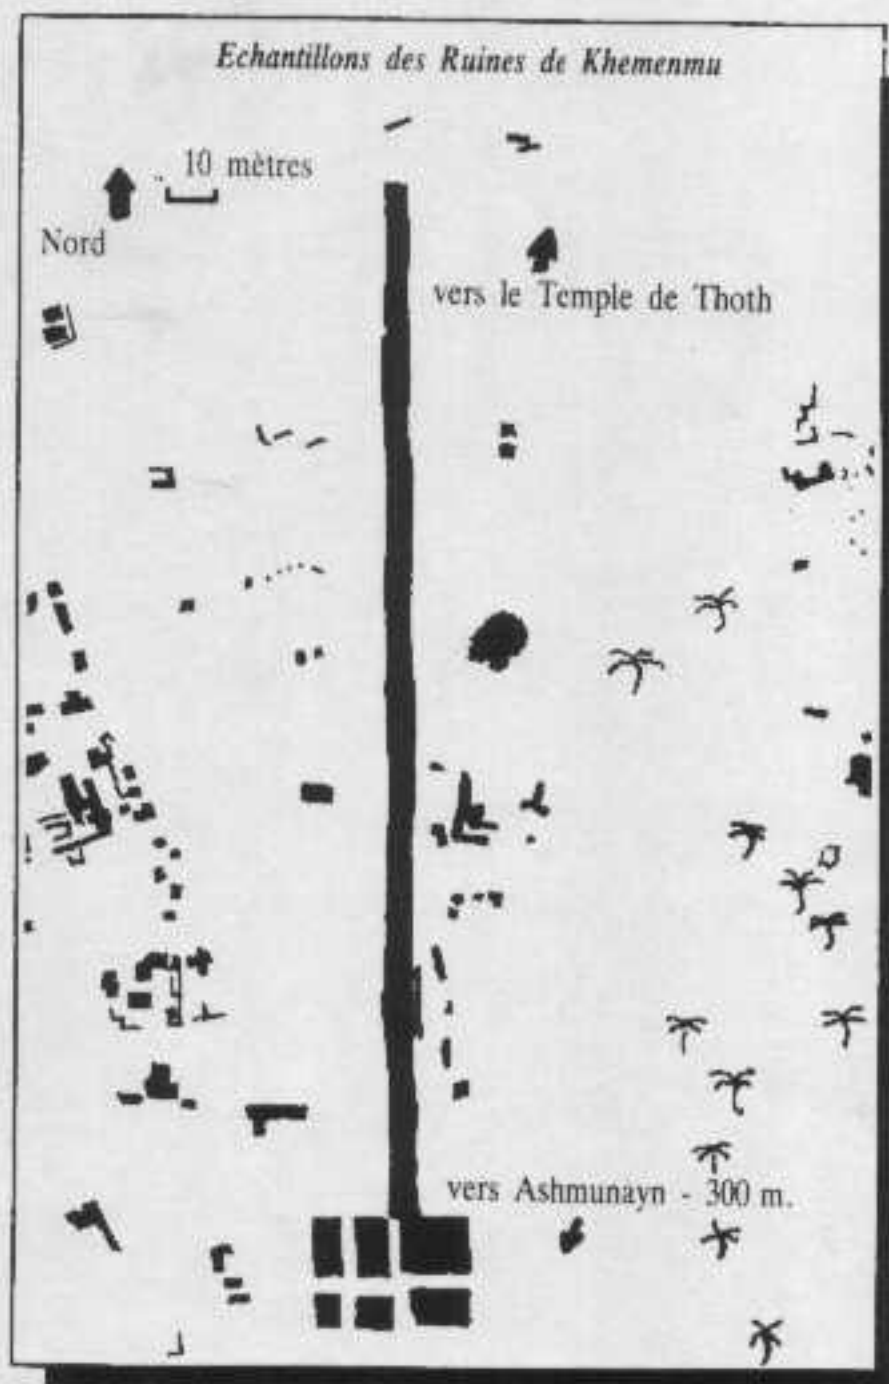 Echantillons des Ruines de Khemenmu
10 mètres
Nord
vers le Temple de Thoth
vers Ashmunayn - 300 m.